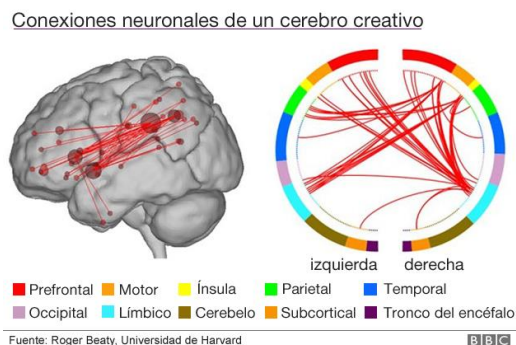 Conexiones neuronales de un cerebro creativo
izquierda derecha
Prefrontal Motor Ínsula Parietal Temporal
Occipital Límbico Cerebelo Subcortical Tronco del encéfalo
Fuente: Roger Beaty, Universidad de Harvard BBC